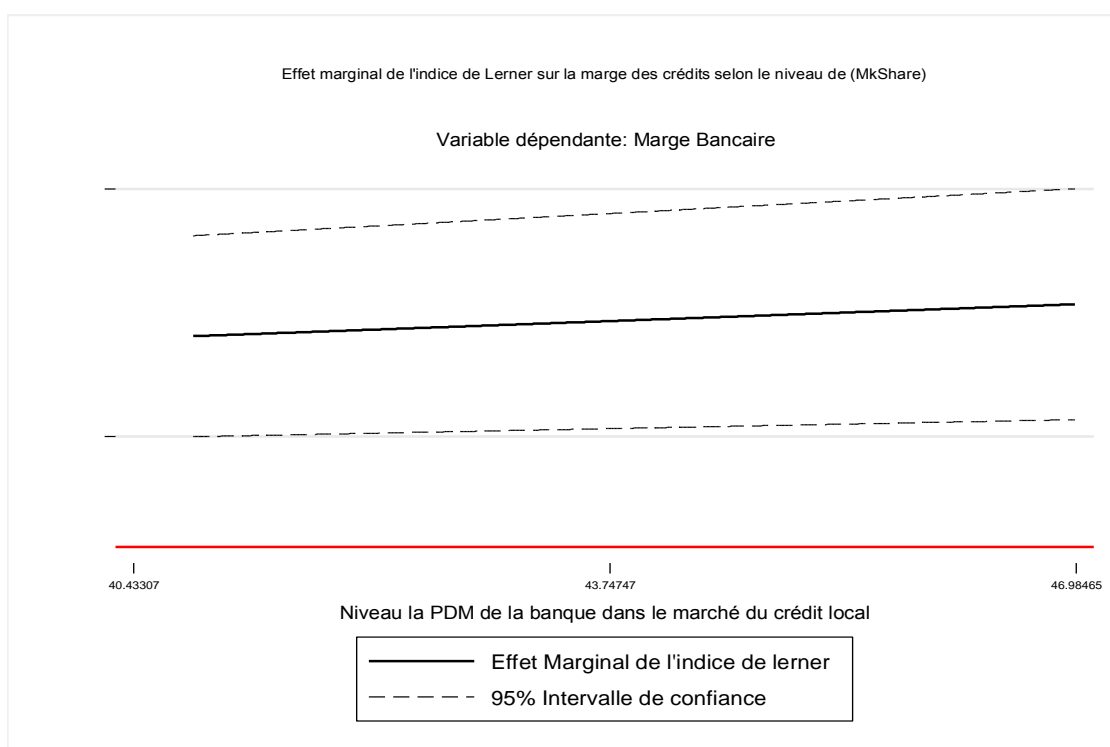 Effet marginal de l'indice de Lerner sur la marge des crédits selon le niveau de (MkShare)
Variable dépendante: Marge Bancaire
40.43307 43.74747 46.98465
Niveau la PDM de la banque dans le marché du crédit local
Effet Marginal de l'indice de lerner
95% Intervalle de confiance